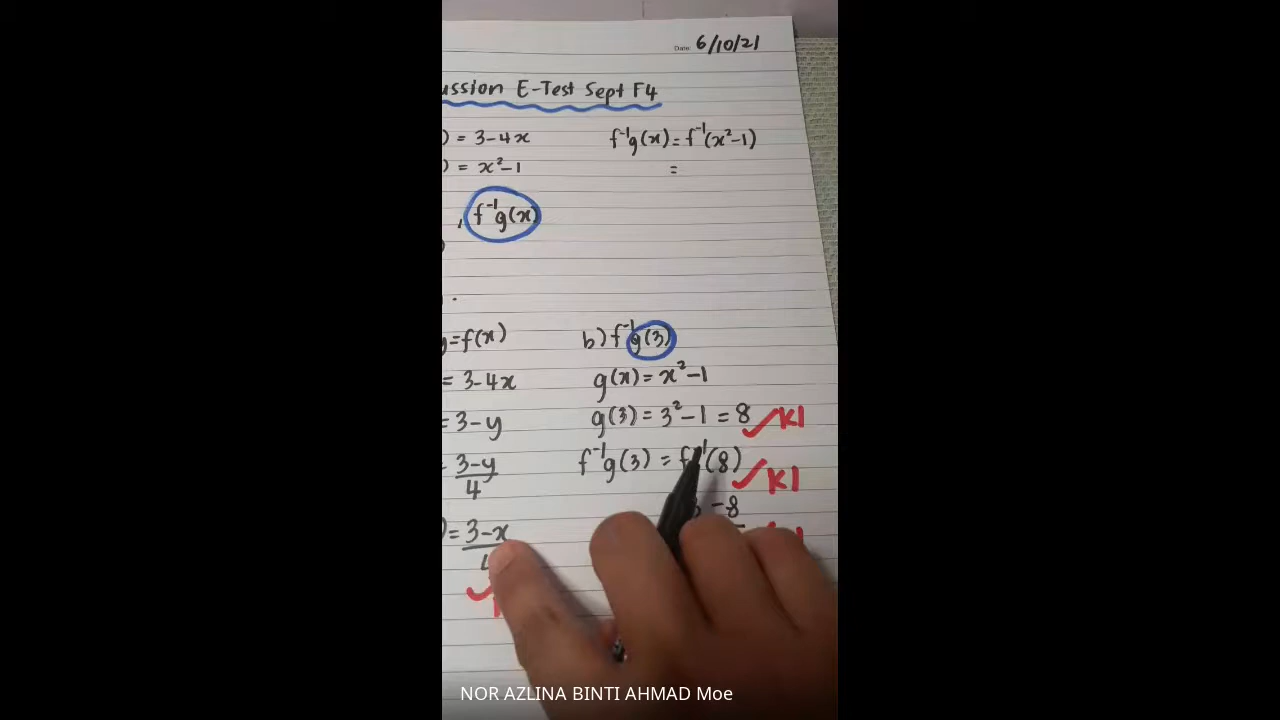 Date: 6/10/21
ussion E-Test Sept F4
) = 3-4x
) = x²-1
, f⁻¹g(x)
f⁻¹g(x) = f⁻¹(x²-1)
=
y=f(x)
= 3-4x
= 3-y
3-y
4
) = 3-x
b) f⁻¹g(3)
g(x) = x²-1
g(3) = 3²-1 = 8 ✓K1
f⁻¹g(3) = f⁻¹(8) ✓K1
-8
NOR AZLINA BINTI AHMAD Moe